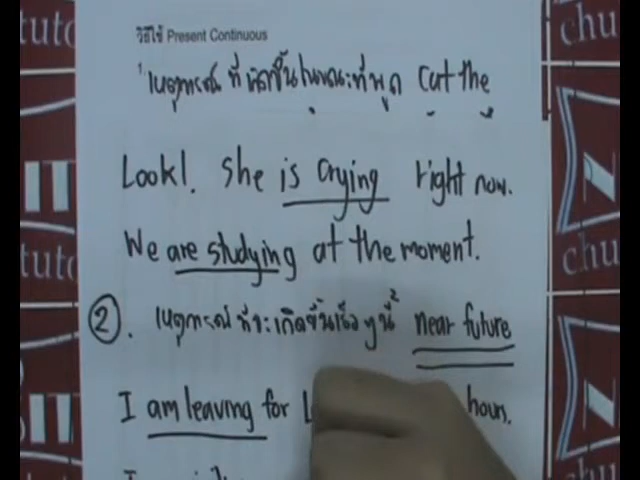 วิธีใช้ Present Continuous
เหตุการณ์ ที่เกิดขึ้นในขณะที่พูด
Look!. She is crying right now.
We are studying at the moment.
2. เหตุการณ์ ที่จะเกิดขึ้นเร็วๆ นี้ near future
I am leaving for L hours.